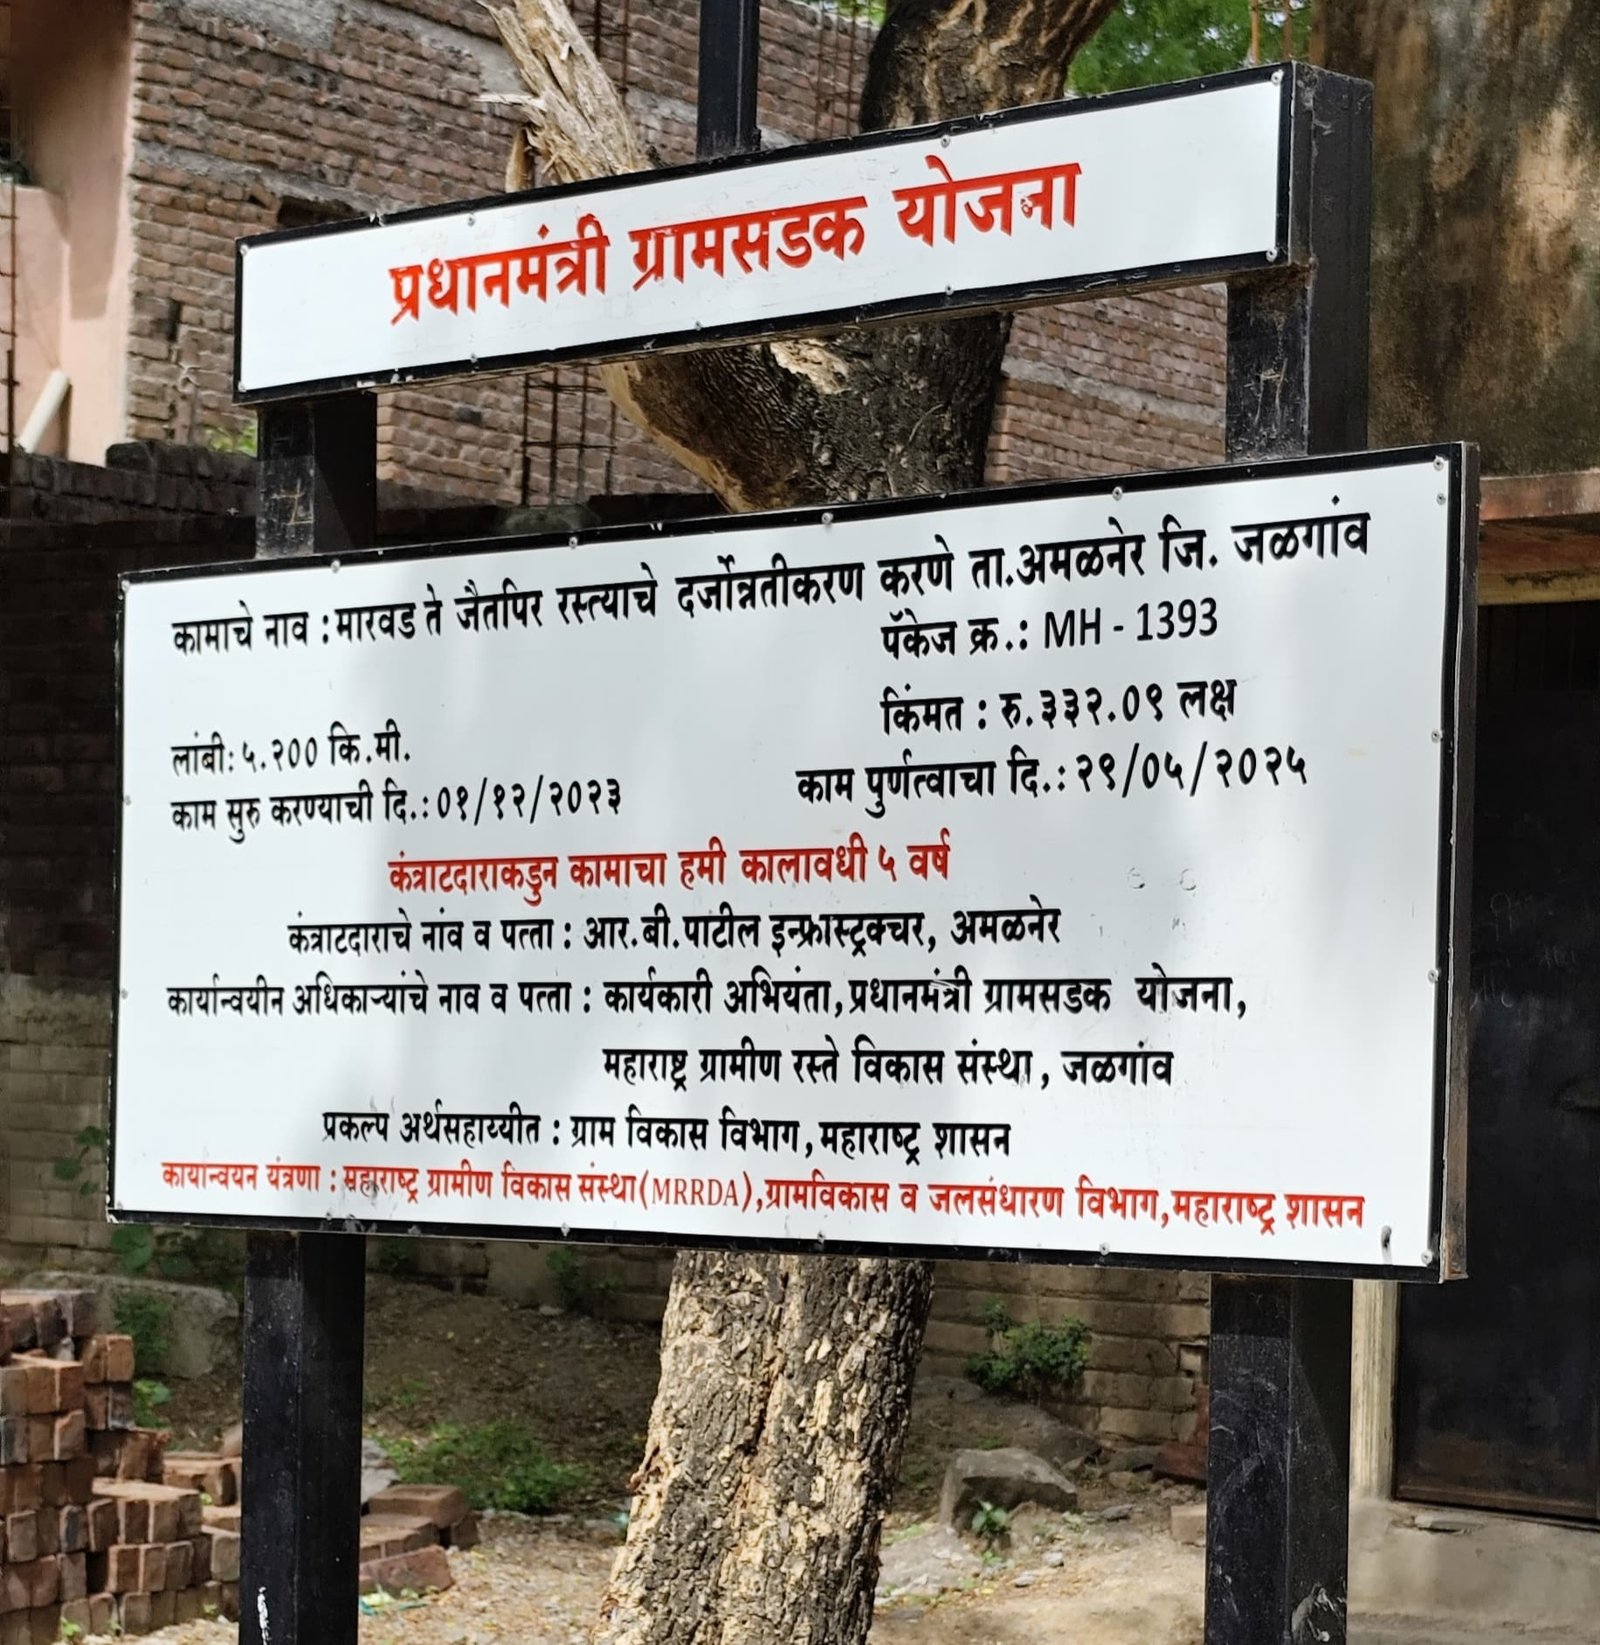 प्रधानमंत्री ग्रामसडक योजना
कामाचे नाव : मारवड ते जैतपिर रस्त्याचे दर्जोन्नतीकरण करणे ता.अमळनेर जि. जळगांव
पॅकेज क्र.: MH - 1393
किंमत : रु.३३२.०९ लक्ष
लांबी: ५.२०० कि.मी.
काम सुरु करण्याची दि.: ०१/१२/२०२३ काम पुर्णत्वाचा दि.: २९/०५/२०२५
कंत्राटदाराकडुन कामाचा हमी कालावधी ५ वर्ष
कंत्राटदाराचे नांव व पत्ता : आर.बी.पाटील इन्फ्रास्ट्रक्चर, अमळनेर
कार्यान्वयीन अधिकाऱ्यांचे नाव व पत्ता : कार्यकारी अभियंता,प्रधानमंत्री ग्रामसडक योजना,
महाराष्ट्र ग्रामीण रस्ते विकास संस्था, जळगांव
प्रकल्प अर्थसहाय्यीत : ग्राम विकास विभाग, महाराष्ट्र शासन
कार्यान्वयन यंत्रणा : महाराष्ट्र ग्रामीण विकास संस्था(MRRDA),ग्रामविकास व जलसंधारण विभाग,महाराष्ट्र शासन